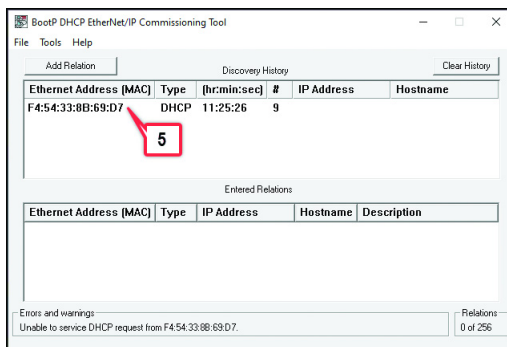 BootP DHCP EtherNet/IP Commissioning Tool
File Tools Help
Add Relation Discovery History Clear History
Ethernet Address (MAC) Type (hr:min:sec) # IP Address Hostname
F4:54:33:8B:69:D7 DHCP 11:25:26 9
5
Entered Relations
Ethernet Address (MAC) Type IP Address Hostname Description
Errors and warnings Relations
Unable to service DHCP request from F4:54:33:8B:69:D7. 0 of 256